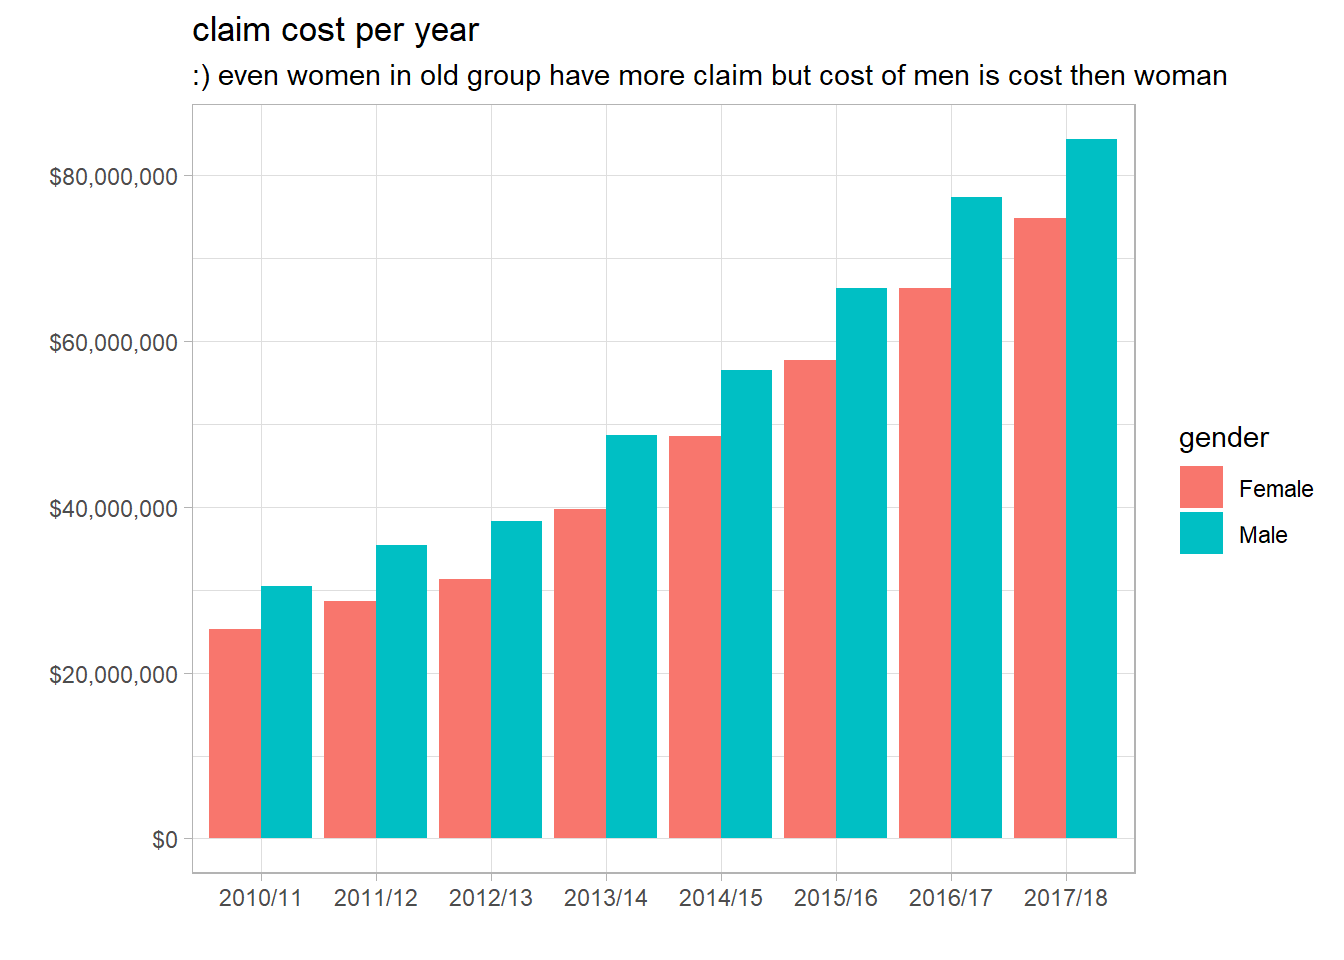 claim cost per year
:) even women in old group have more claim but cost of men is cost then woman
$80,000,000
$60,000,000
$40,000,000
$20,000,000
$0
2010/11 2011/12 2012/13 2013/14 2014/15 2015/16 2016/17 2017/18
gender
Female
Male